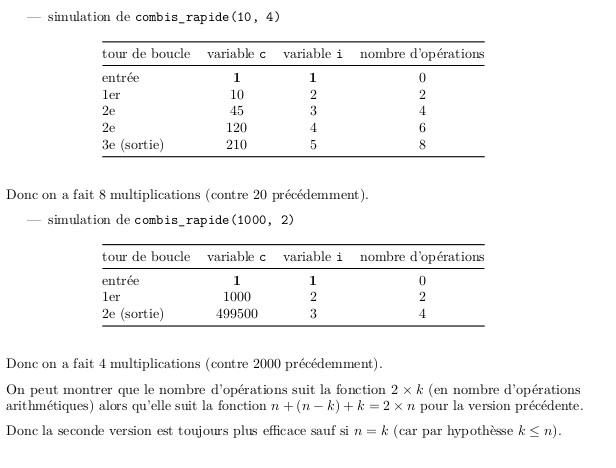 — simulation de combis_rapide(10, 4)
tour de boucle variable c variable i nombre d'opérations
entrée 1 1 0
1er 10 2 2
2e 45 3 4
2e 120 4 6
3e (sortie) 210 5 8
Donc on a fait 8 multiplications (contre 20 précédemment).
— simulation de combis_rapide(1000, 2)
tour de boucle variable c variable i nombre d'opérations
entrée 1 1 0
1er 1000 2 2
2e (sortie) 499500 3 4
Donc on a fait 4 multiplications (contre 2000 précédemment).
On peut montrer que le nombre d'opérations suit la fonction 2 × k (en nombre d'opérations
arithmétiques) alors qu'elle suit la fonction n + (n − k) + k = 2 × n pour la version précédente.
Donc la seconde version est toujours plus efficace sauf si n = k (car par hypothèsse k ≤ n).